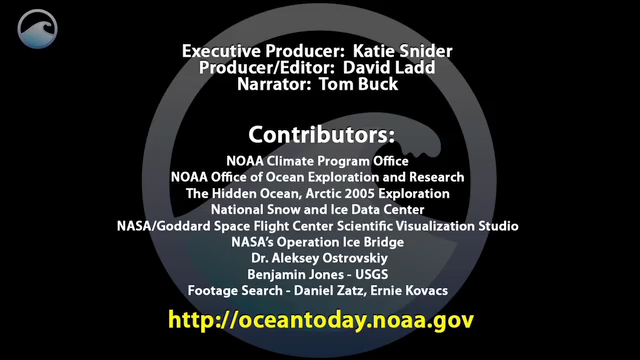 Executive Producer: Katie Snider
Producer/Editor: David Ladd
Narrator: Tom Buck
Contributors:
NOAA Climate Program Office
NOAA Office of Ocean Exploration and Research
The Hidden Ocean, Arctic 2005 Exploration
National Snow and Ice Data Center
NASA/Goddard Space Flight Center Scientific Visualization Studio
NASA's Operation Ice Bridge
Dr. Aleksey Ostrovskiy
Benjamin Jones - USGS
Footage Search - Daniel Zatz, Ernie Kovacs
http://oceantoday.noaa.gov